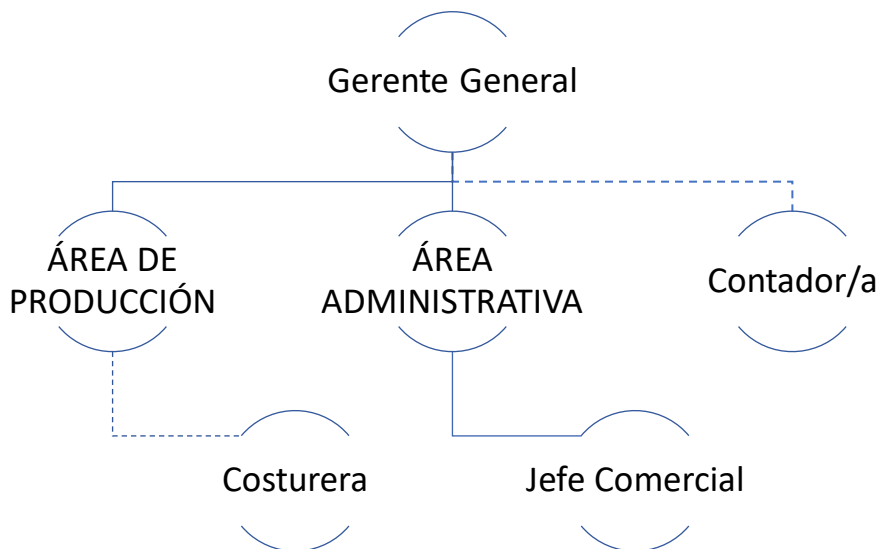 Gerente General
ÁREA DE
PRODUCCIÓN
ÁREA
ADMINISTRATIVA
Contador/a
Costurera
Jefe Comercial